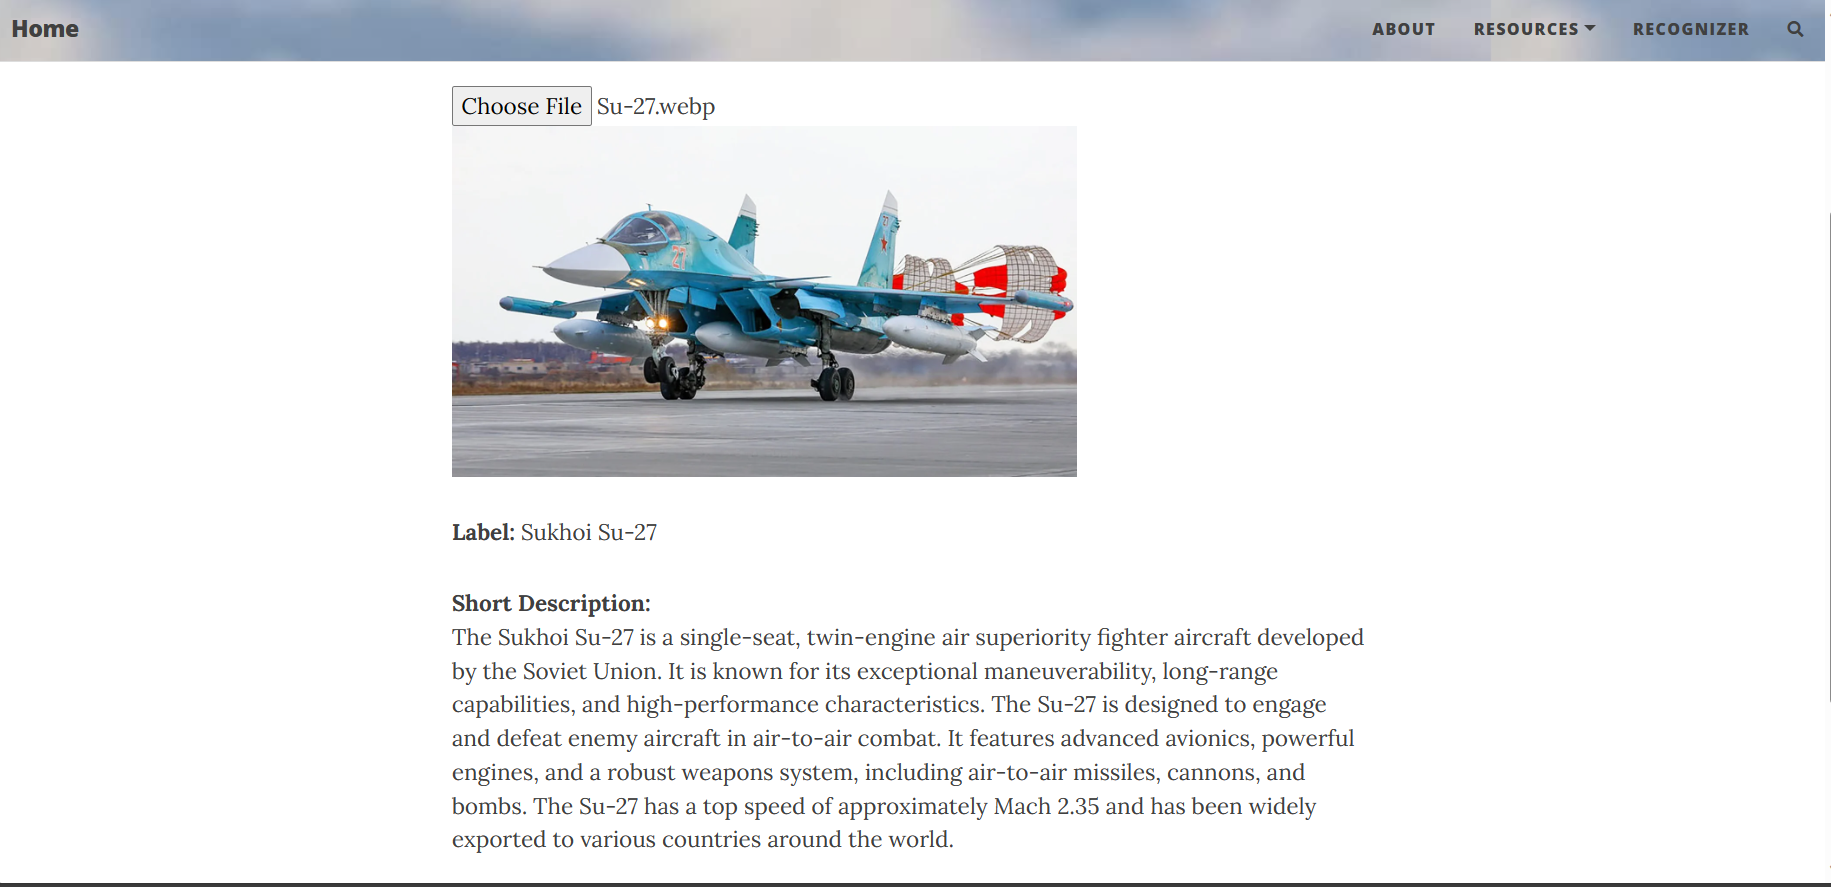 Home
ABOUT RESOURCES RECOGNIZER
Choose File Su-27.webp
27
27
Label: Sukhoi Su-27
Short Description:
The Sukhoi Su-27 is a single-seat, twin-engine air superiority fighter aircraft developed
by the Soviet Union. It is known for its exceptional maneuverability, long-range
capabilities, and high-performance characteristics. The Su-27 is designed to engage
and defeat enemy aircraft in air-to-air combat. It features advanced avionics, powerful
engines, and a robust weapons system, including air-to-air missiles, cannons, and
bombs. The Su-27 has a top speed of approximately Mach 2.35 and has been widely
exported to various countries around the world.